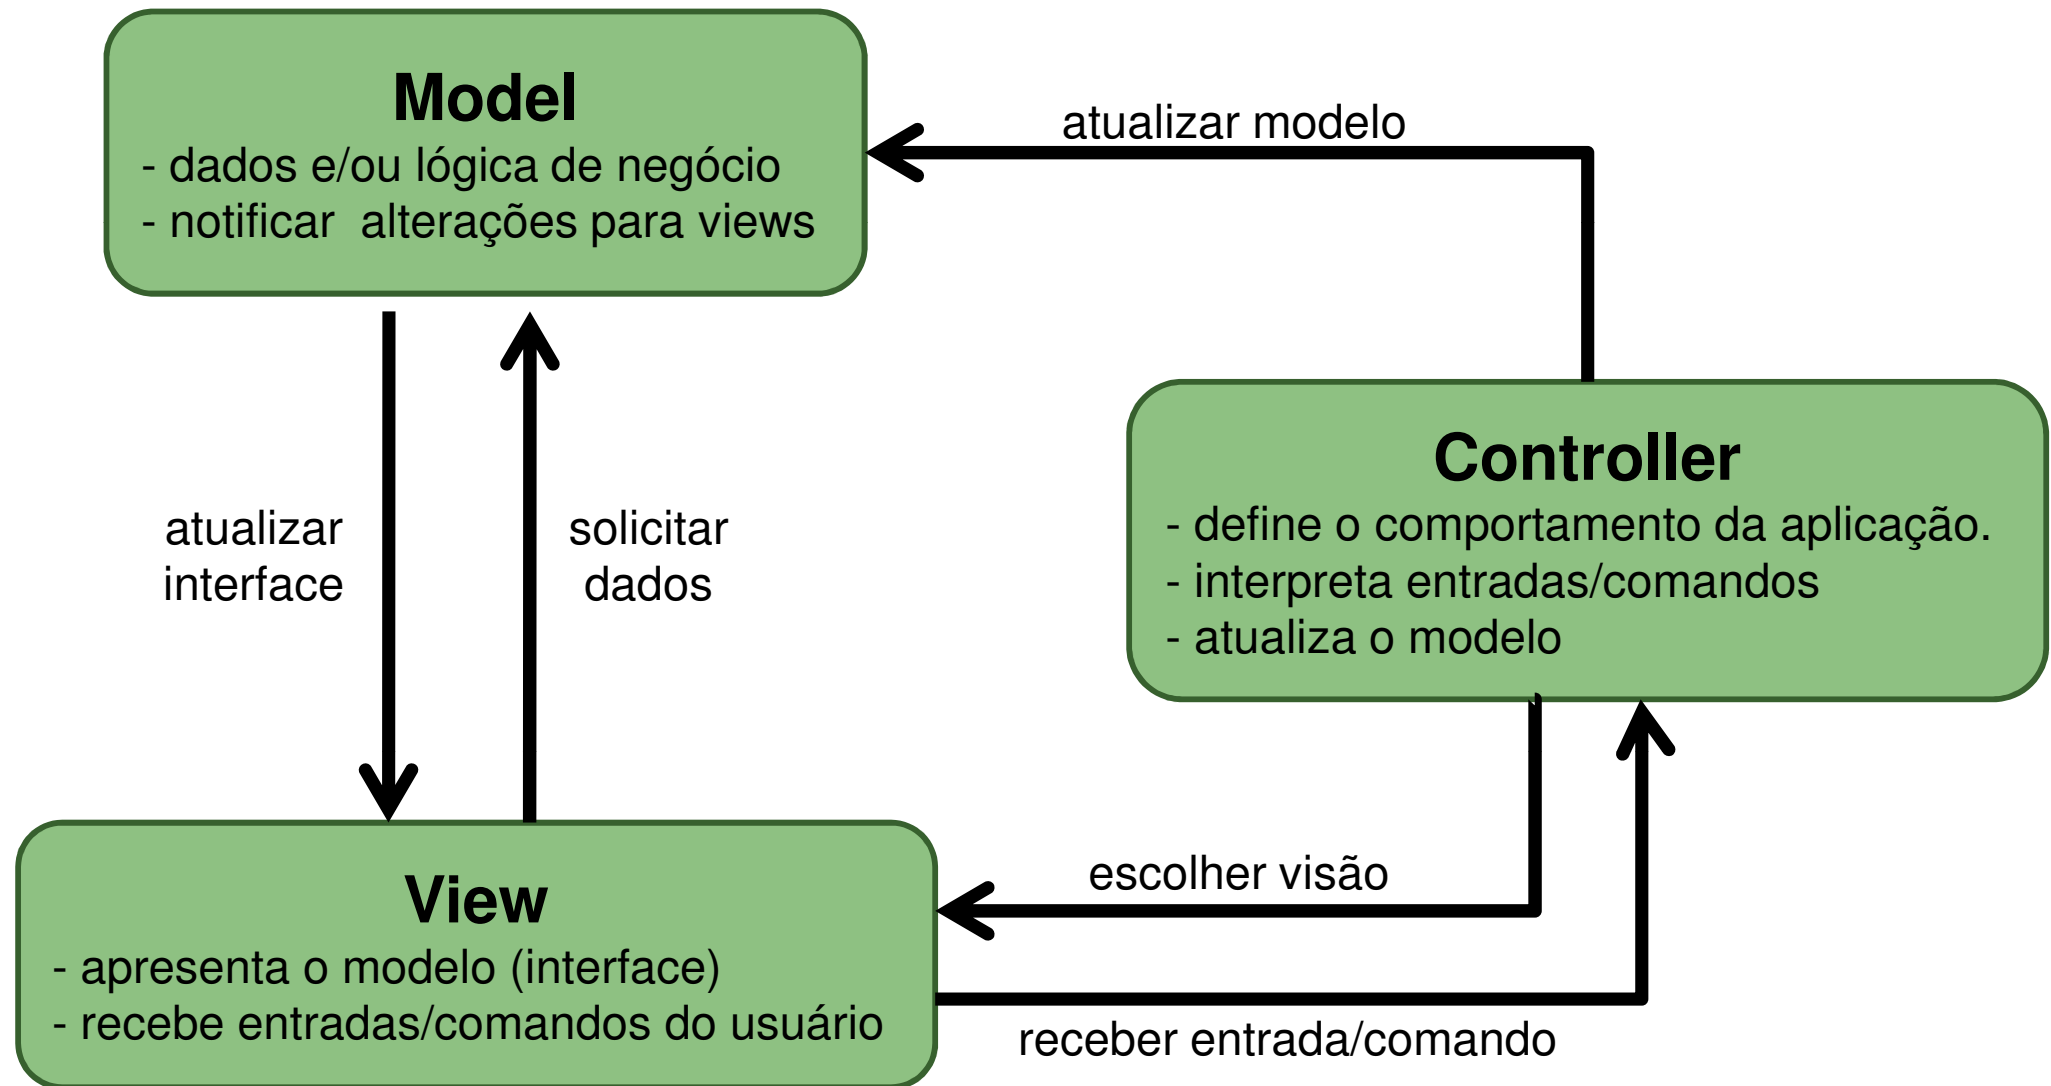 Model
- dados e/ou lógica de negócio
- notificar  alterações para views
atualizar modelo
Controller
- define o comportamento da aplicação.
- interpreta entradas/comandos
- atualiza o modelo
atualizar
interface
solicitar
dados
View
- apresenta o modelo (interface)
- recebe entradas/comandos do usuário
escolher visão
receber entrada/comando